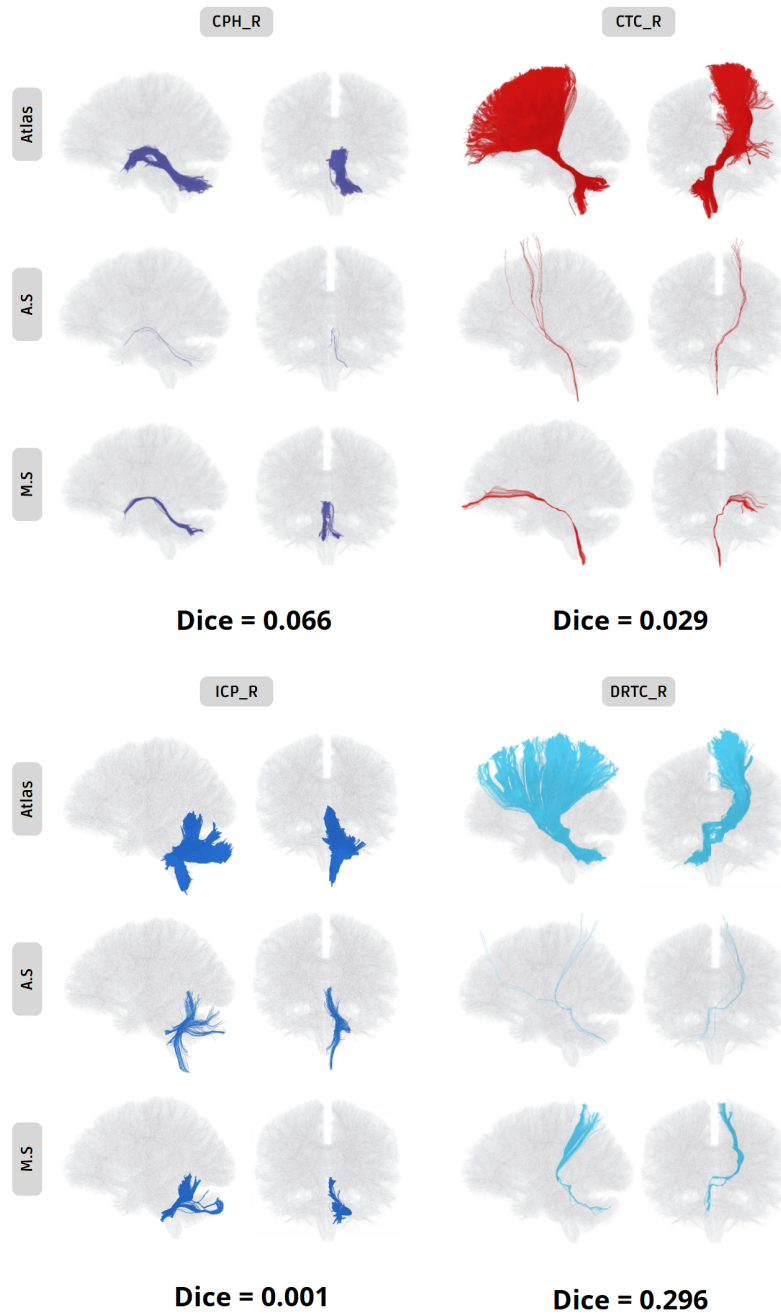 CPH_R
CTC_R
Atlas
A.S
M.S
Dice = 0.066
Dice = 0.029
ICP_R
DRTC_R
Atlas
A.S
M.S
Dice = 0.001
Dice = 0.296